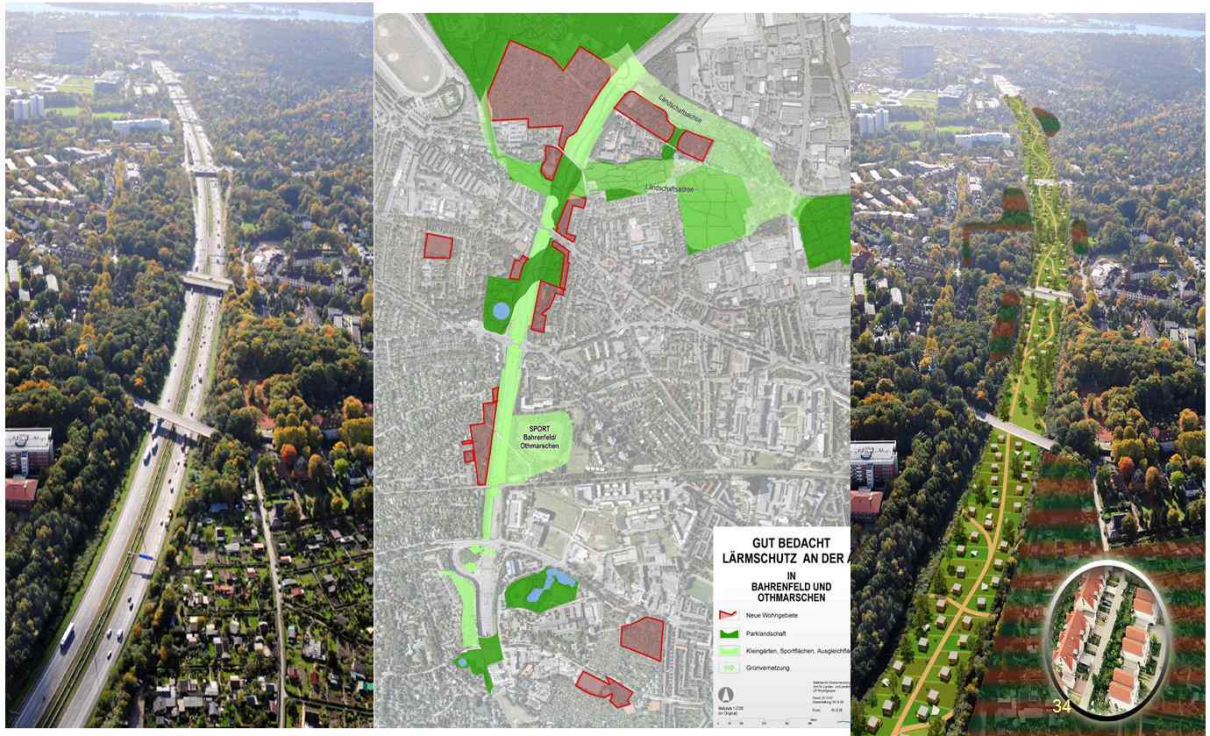 Landschaftsachse
Landschaftsachse
SPORT
Bahrenfeld/
Othmarschen
GUT BEDACHT
LÄRMSCHUTZ AN DER A
IN
BAHRENFELD UND
OTHMARSCHEN
Neue Wohngebiete
Parklandschaft
Kleingärten, Sportflächen, Ausgleichflä
Grünvernetzung
34